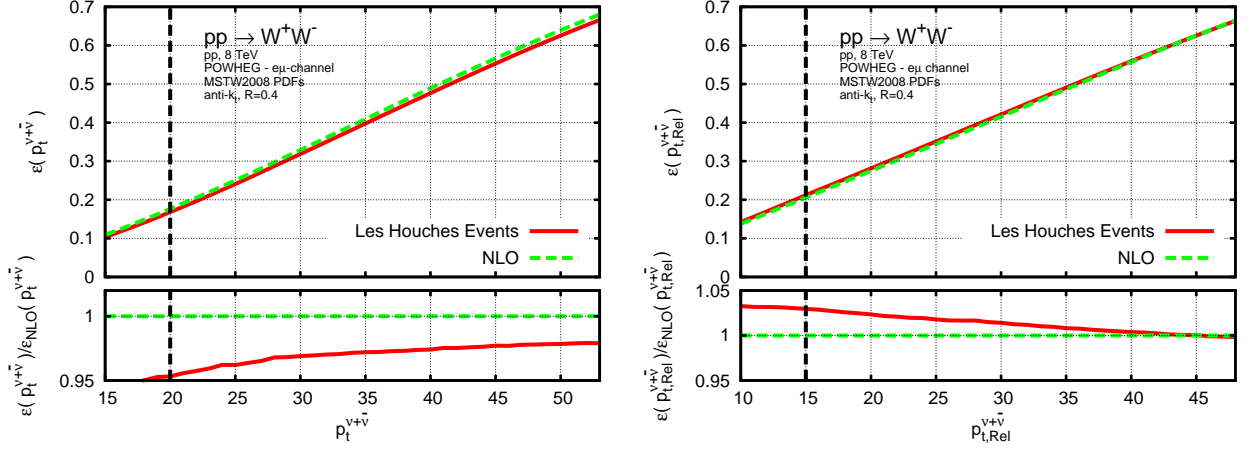 0.7
0.6
0.5
0.4
0.3
0.2
0.1
0
ε( p_t^{ν+ν̄} )
pp → W⁺W⁻
pp, 8 TeV
POWHEG - eμ-channel
MSTW2008 PDFs
anti-kₜ, R=0.4
Les Houches Events
NLO
1
0.95
ε( p_t^{ν+ν̄} )/ε_{NLO}( p_t^{ν+ν̄} )
15 20 25 30 35 40 45 50
p_t^{ν+ν̄}
0.7
0.6
0.5
0.4
0.3
0.2
0.1
0
ε( p_{t,Rel}^{ν+ν̄} )
pp → W⁺W⁻
pp, 8 TeV
POWHEG - eμ channel
MSTW2008 PDFs
anti-kₜ, R=0.4
Les Houches Events
NLO
1.05
1
0.95
ε( p_{t,Rel}^{ν+ν̄} )/ε_{NLO}( p_{t,Rel}^{ν+ν̄} )
10 15 20 25 30 35 40 45
p_{t,Rel}^{ν+ν̄}